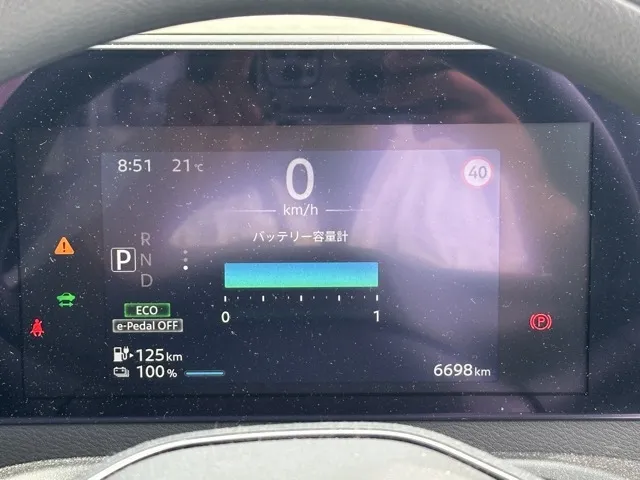 8:51 21℃
0
km/h
40
バッテリー容量計
R
P N
D
0 1
ECO
e-Pedal OFF
125km
100%
6698km
P